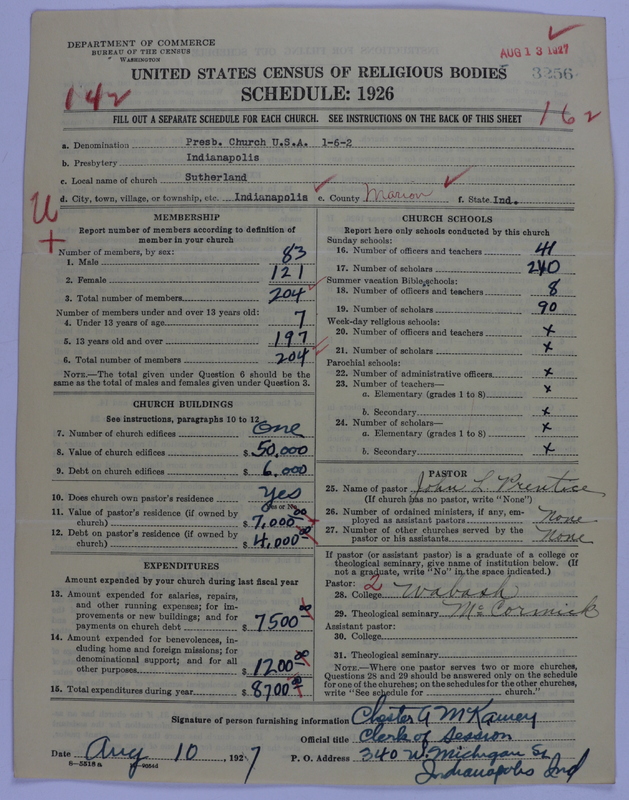 DEPARTMENT OF COMMERCE
BUREAU OF THE CENSUS
WASHINGTON
AUG 13 1927
3256
UNITED STATES CENSUS OF RELIGIOUS BODIES
SCHEDULE: 1926
142
162
FILL OUT A SEPARATE SCHEDULE FOR EACH CHURCH. SEE INSTRUCTIONS ON THE BACK OF THIS SHEET
a. Denomination Presb. Church U.S.A. 1-6-2
b. Presbytery Indianapolis
c. Local name of church Sutherland
d. City, town, village, or township, etc. Indianapolis e. County Marion f. State Ind.
U
+
MEMBERSHIP
Report number of members according to definition of
member in your church
Number of members, by sex:
1. Male 83
2. Female 121
3. Total number of members 204
Number of members under and over 13 years old:
4. Under 13 years of age 7
5. 13 years old and over 197
6. Total number of members 204
NOTE.—The total given under Question 6 should be the
same as the total of males and females given under Question 3.
CHURCH BUILDINGS
See instructions, paragraphs 10 to 12
7. Number of church edifices One
8. Value of church edifices $ 50,000
9. Debt on church edifices $ 6,000
10. Does church own pastor's residence Yes
(Yes or No)
11. Value of pastor's residence (if owned by
church) $ 7,000 00
12. Debt on pastor's residence (if owned by
church) $ 4,000 00
EXPENDITURES
Amount expended by your church during last fiscal year
13. Amount expended for salaries, repairs,
and other running expenses; for im-
provements or new buildings; and for
payments on church debt $ 7500 00
14. Amount expended for benevolences, in-
cluding home and foreign missions; for
denominational support; and for all
other purposes $ 1200 00
15. Total expenditures during year $ 8700 00
CHURCH SCHOOLS
Report here only schools conducted by this church
Sunday schools:
16. Number of officers and teachers 41
17. Number of scholars 240
Summer vacation Bible schools:
18. Number of officers and teachers 8
19. Number of scholars 90
Week-day religious schools:
20. Number of officers and teachers x
21. Number of scholars x
Parochial schools:
22. Number of administrative officers x
23. Number of teachers—
a. Elementary (grades 1 to 8) x
b. Secondary x
24. Number of scholars—
a. Elementary (grades 1 to 8) x
b. Secondary x
PASTOR
25. Name of pastor John L Prentice
(If church has no pastor, write "None")
26. Number of ordained ministers, if any, em-
ployed as assistant pastors None
27. Number of other churches served by the
pastor or his assistants None
If pastor (or assistant pastor) is a graduate of a college or
theological seminary, give name of institution below. (If
not a graduate, write "No" in the space indicated.)
Pastor: 2
28. College Wabash
29. Theological seminary McCormick
Assistant pastor:
30. College
31. Theological seminary
NOTE.—Where one pastor serves two or more churches,
Questions 28 and 29 should be answered only on the schedule
for one of the churches; on the schedules for the other churches,
write "See schedule for church."
Signature of person furnishing information Chester A
Official title Clerk of Session
Date Aug 10, 1927 P. O. Address 340 W. Michigan St
Indianapolis Ind
8—5518a